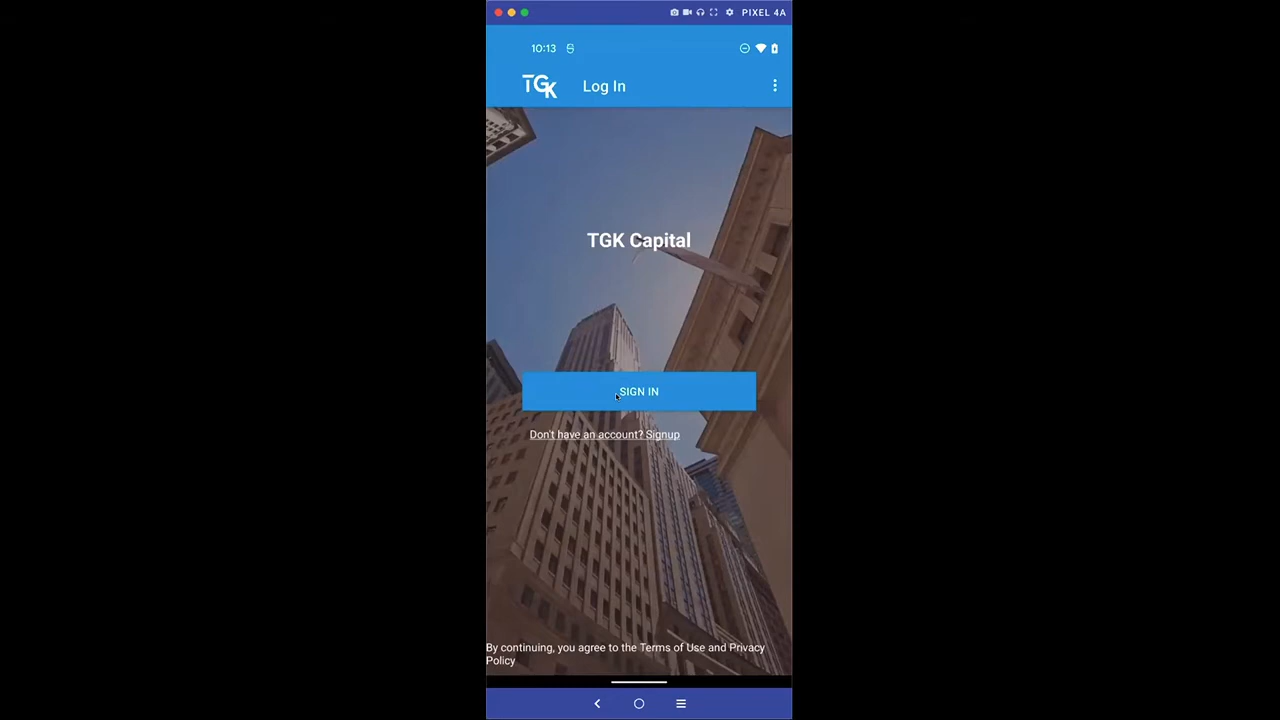 PIXEL 4A
10:13
TGK
Log In
TGK Capital
SIGN IN
Don't have an account? Signup
By continuing, you agree to the Terms of Use and Privacy
Policy